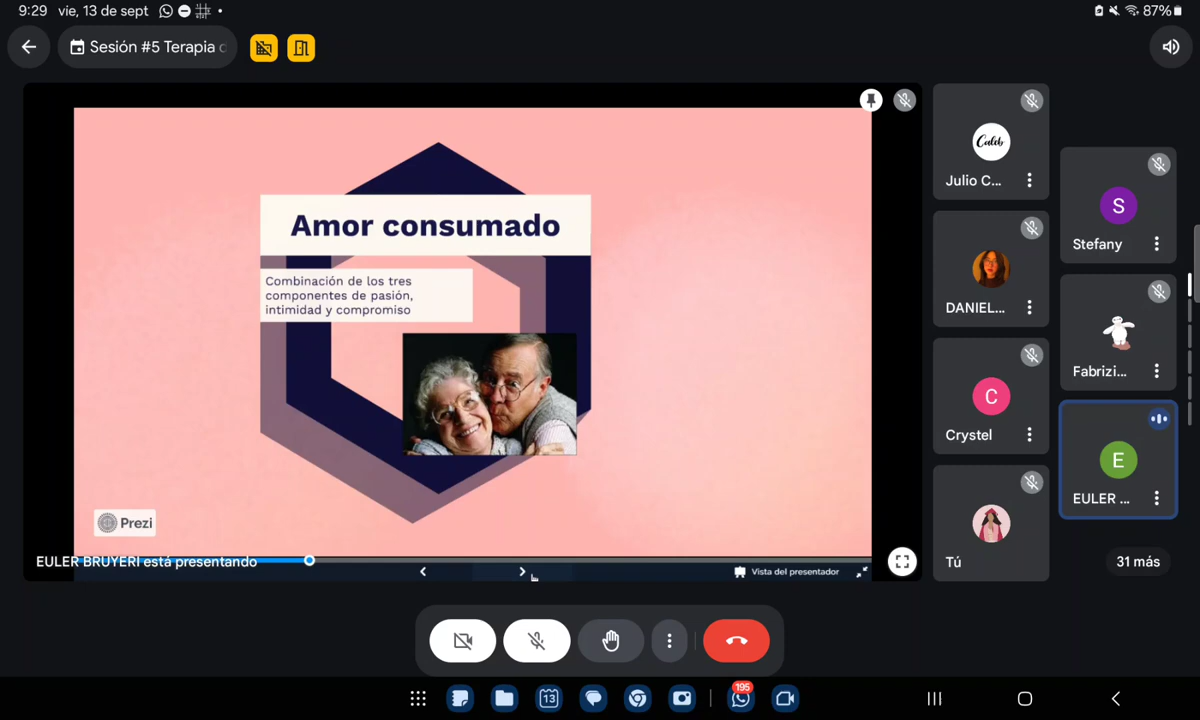 9:29 vie, 13 de sept
87%
Sesión #5 Terapia
Amor consumado
Combinación de los tres
componentes de pasión,
intimidad y compromiso
Prezi
EULER BRUYERI está presentando
Vista del presentador
Caleb
Julio C...
DANIEL...
C
Crystel
Tú
S
Stefany
Fabrizi...
E
EULER ...
31 más
13
195